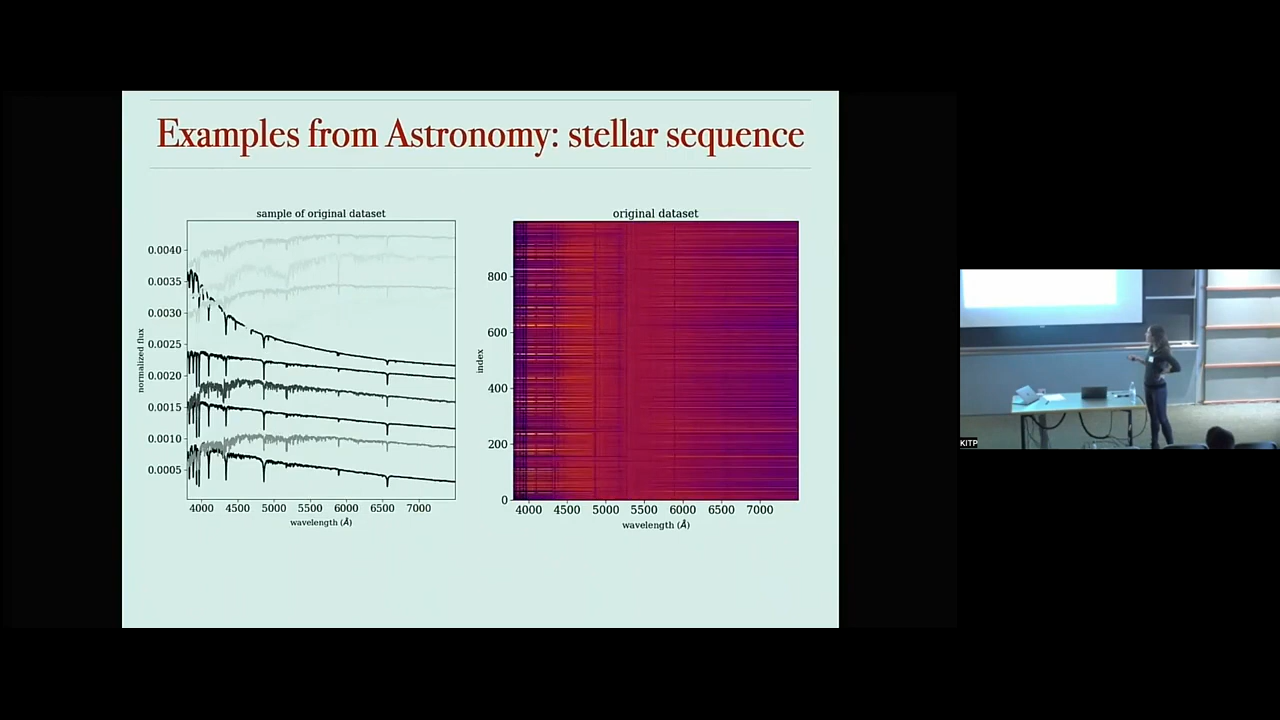 Examples from Astronomy: stellar sequence
sample of original dataset
normalized flux
0.0040
0.0035
0.0030
0.0025
0.0020
0.0015
0.0010
0.0005
4000 4500 5000 5500 6000 6500 7000
wavelength (Å)
original dataset
index
800
600
400
200
0
4000 4500 5000 5500 6000 6500 7000
wavelength (Å)
KITP